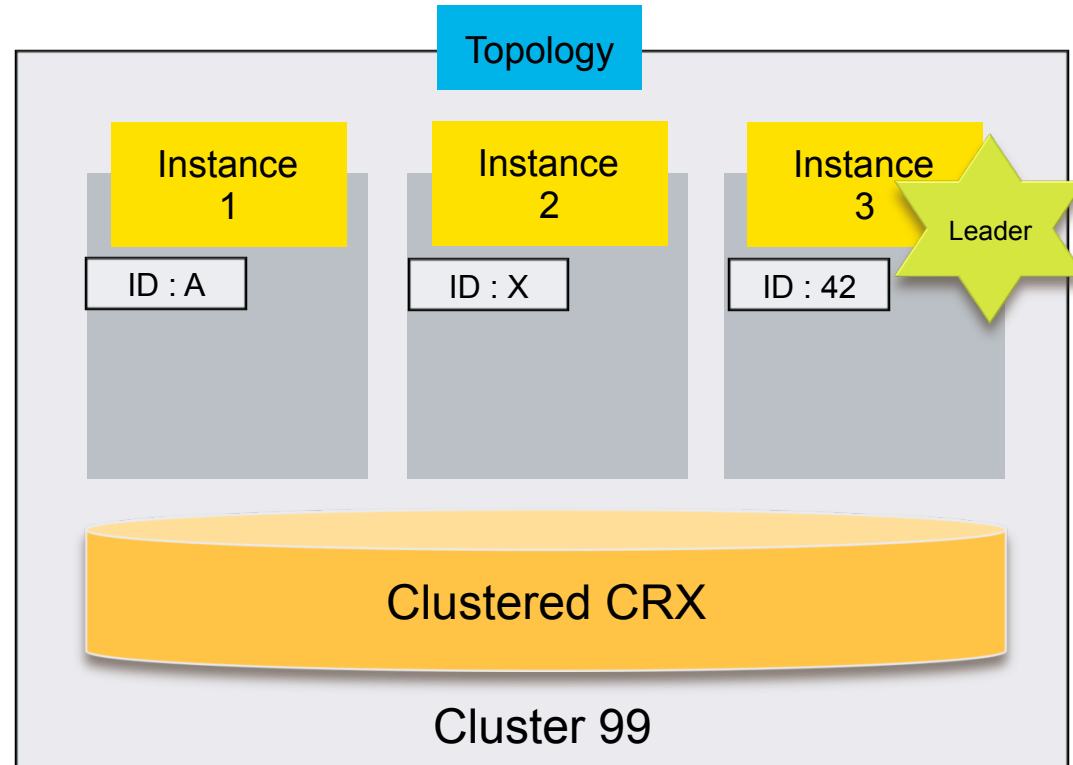 Topology
Instance
1
Instance
2
Instance
3
Leader
ID : A
ID : X
ID : 42
Clustered CRX
Cluster 99